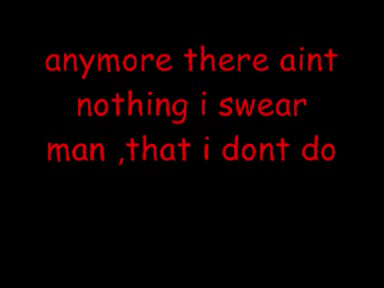 anymore there aint
nothing i swear
man ,that i dont do